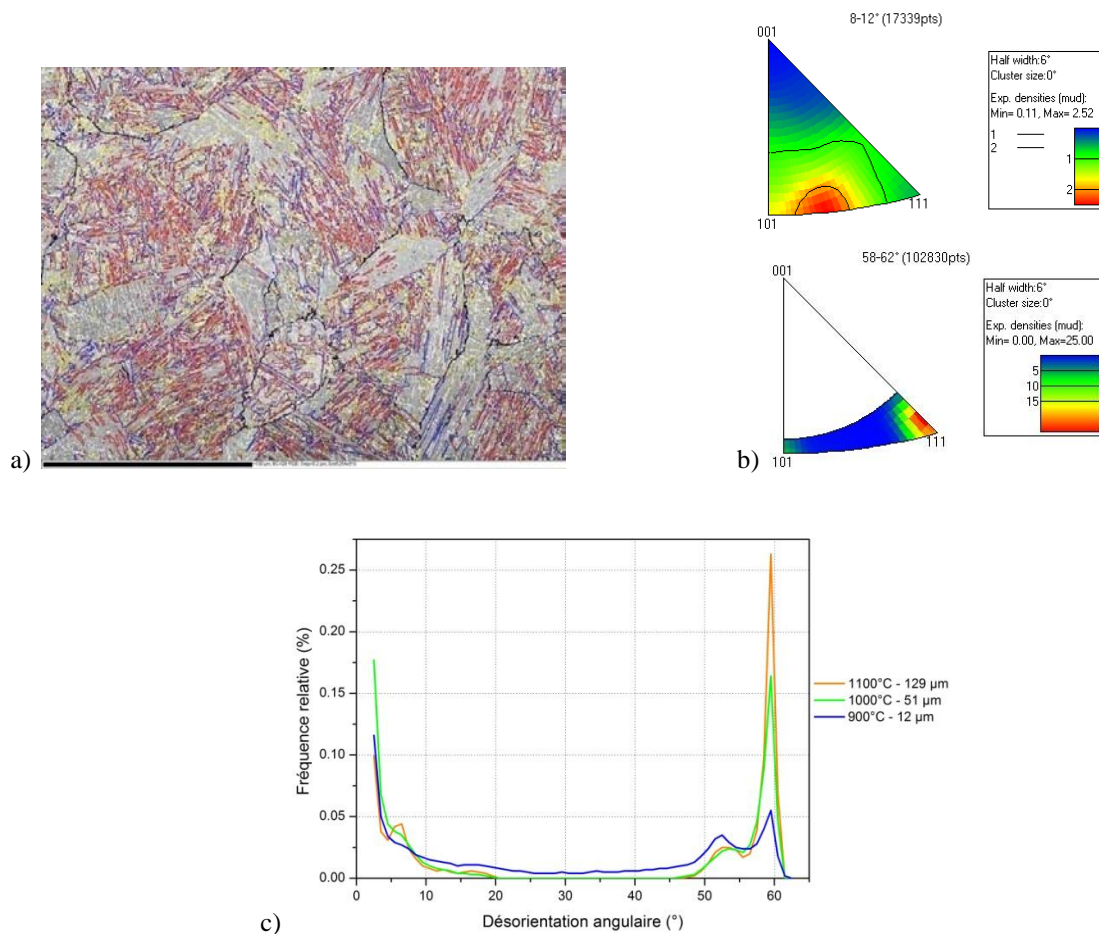 8-12° (17339pts)
001
101
111
Half width:6°
Cluster size:0°
Exp. densities (mud):
Min= 0.11, Max= 2.52
1
2
1
2
a)
58-62° (102830pts)
001
101
111
Half width:6°
Cluster size:0°
Exp. densities (mud):
Min= 0.00, Max=25.00
5
10
15
b)
0.25
0.20
0.15
0.10
0.05
0.00
0 10 20 30 40 50 60
Fréquence relative (%)
Désorientation angulaire (°)
1100°C - 129 µm
1000°C - 51 µm
900°C - 12 µm
c)